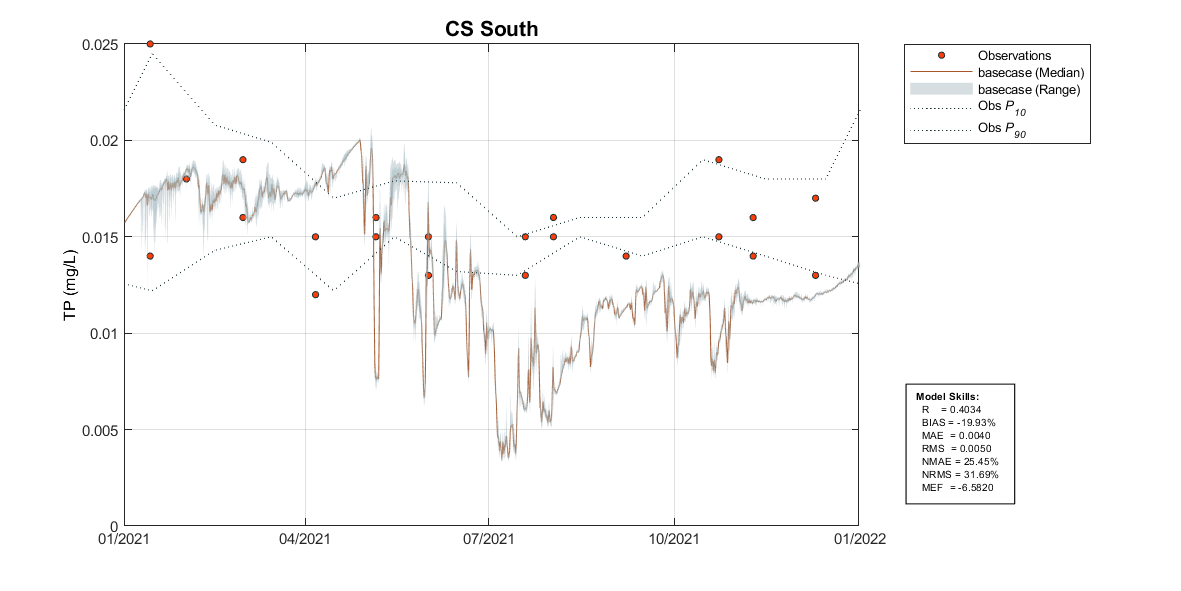 CS South
0.025
0.02
0.015
0.01
0.005
0
TP (mg/L)
01/2021
04/2021
07/2021
10/2021
01/2022
Observations
basecase (Median)
basecase (Range)
Obs P10
Obs P90
Model Skills:
R = 0.4034
BIAS = -19.93%
MAE = 0.0040
RMS = 0.0050
NMAE = 25.45%
NRMS = 31.69%
MEF = -6.5820